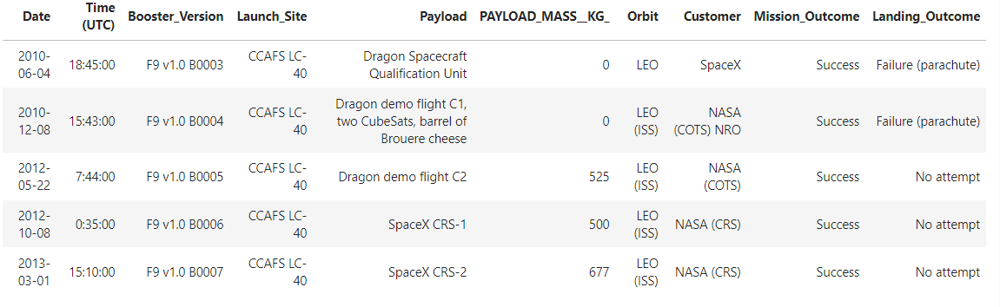 Date Time (UTC) Booster_Version Launch_Site Payload PAYLOAD_MASS__KG_ Orbit Customer Mission_Outcome Landing_Outcome
2010-06-04 18:45:00 F9 v1.0 B0003 CCAFS LC-40 Dragon Spacecraft Qualification Unit 0 LEO SpaceX Success Failure (parachute)
2010-12-08 15:43:00 F9 v1.0 B0004 CCAFS LC-40 Dragon demo flight C1, two CubeSats, barrel of Brouere cheese 0 LEO (ISS) NASA (COTS) NRO Success Failure (parachute)
2012-05-22 7:44:00 F9 v1.0 B0005 CCAFS LC-40 Dragon demo flight C2 525 LEO (ISS) NASA (COTS) Success No attempt
2012-10-08 0:35:00 F9 v1.0 B0006 CCAFS LC-40 SpaceX CRS-1 500 LEO (ISS) NASA (CRS) Success No attempt
2013-03-01 15:10:00 F9 v1.0 B0007 CCAFS LC-40 SpaceX CRS-2 677 LEO (ISS) NASA (CRS) Success No attempt